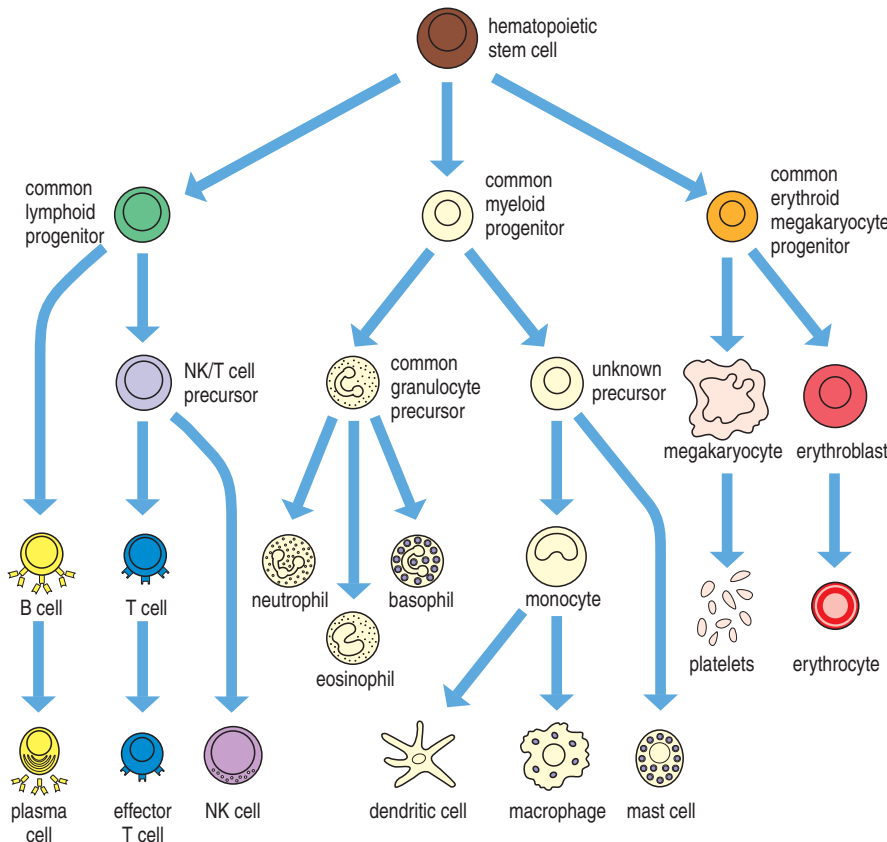 hematopoietic
stem cell
common
lymphoid
progenitor
common
myeloid
progenitor
common
erythroid
megakaryocyte
progenitor
NK/T cell
precursor
common
granulocyte
precursor
unknown
precursor
megakaryocyte
erythroblast
B cell
T cell
neutrophil
basophil
eosinophil
monocyte
platelets
erythrocyte
plasma
cell
effector
T cell
NK cell
dendritic cell
macrophage
mast cell